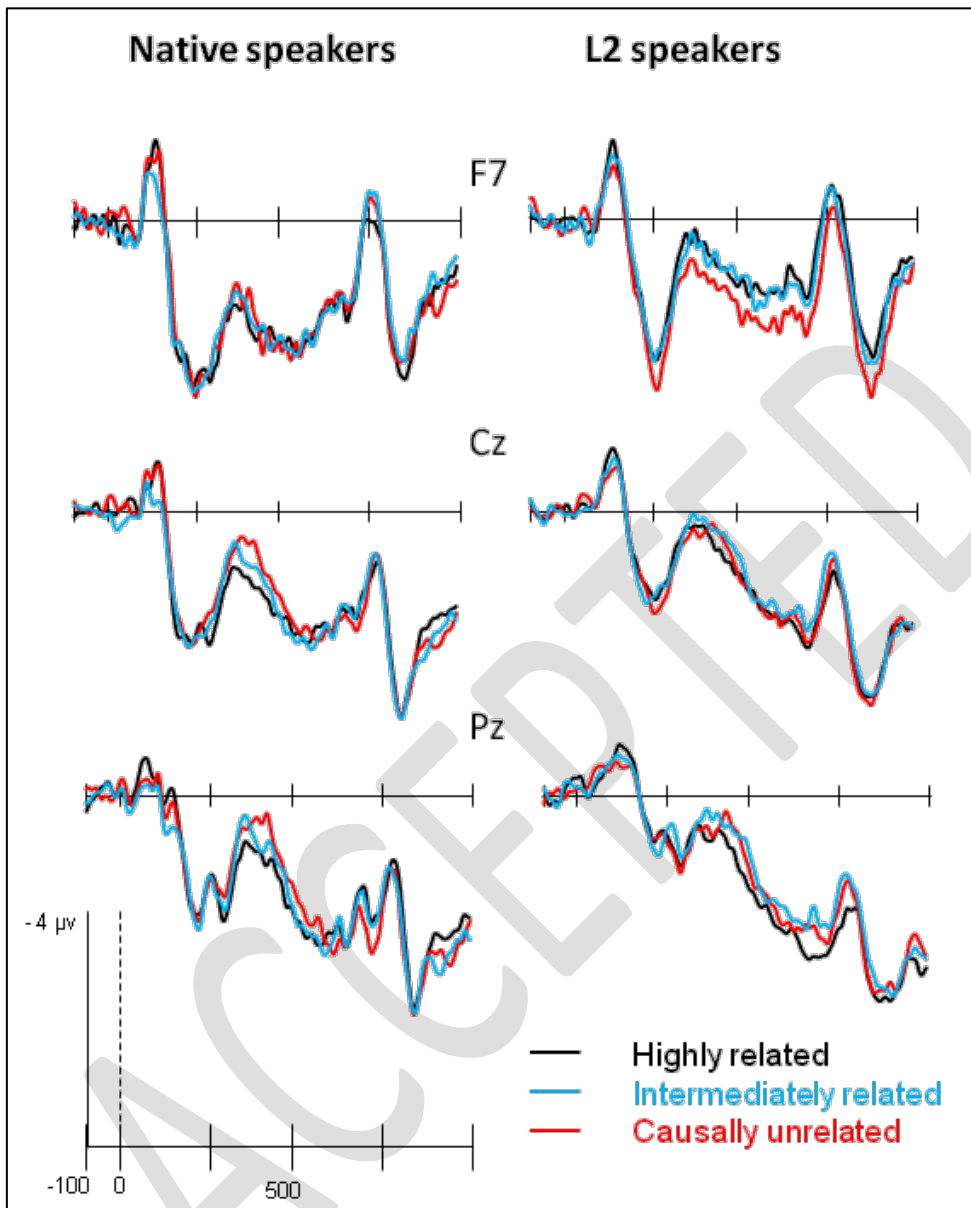 Native speakers L2 speakers
F7
Cz
Pz
- 4 µv
Highly related
Intermediately related
Causally unrelated
-100 0 500
ACCEPTED